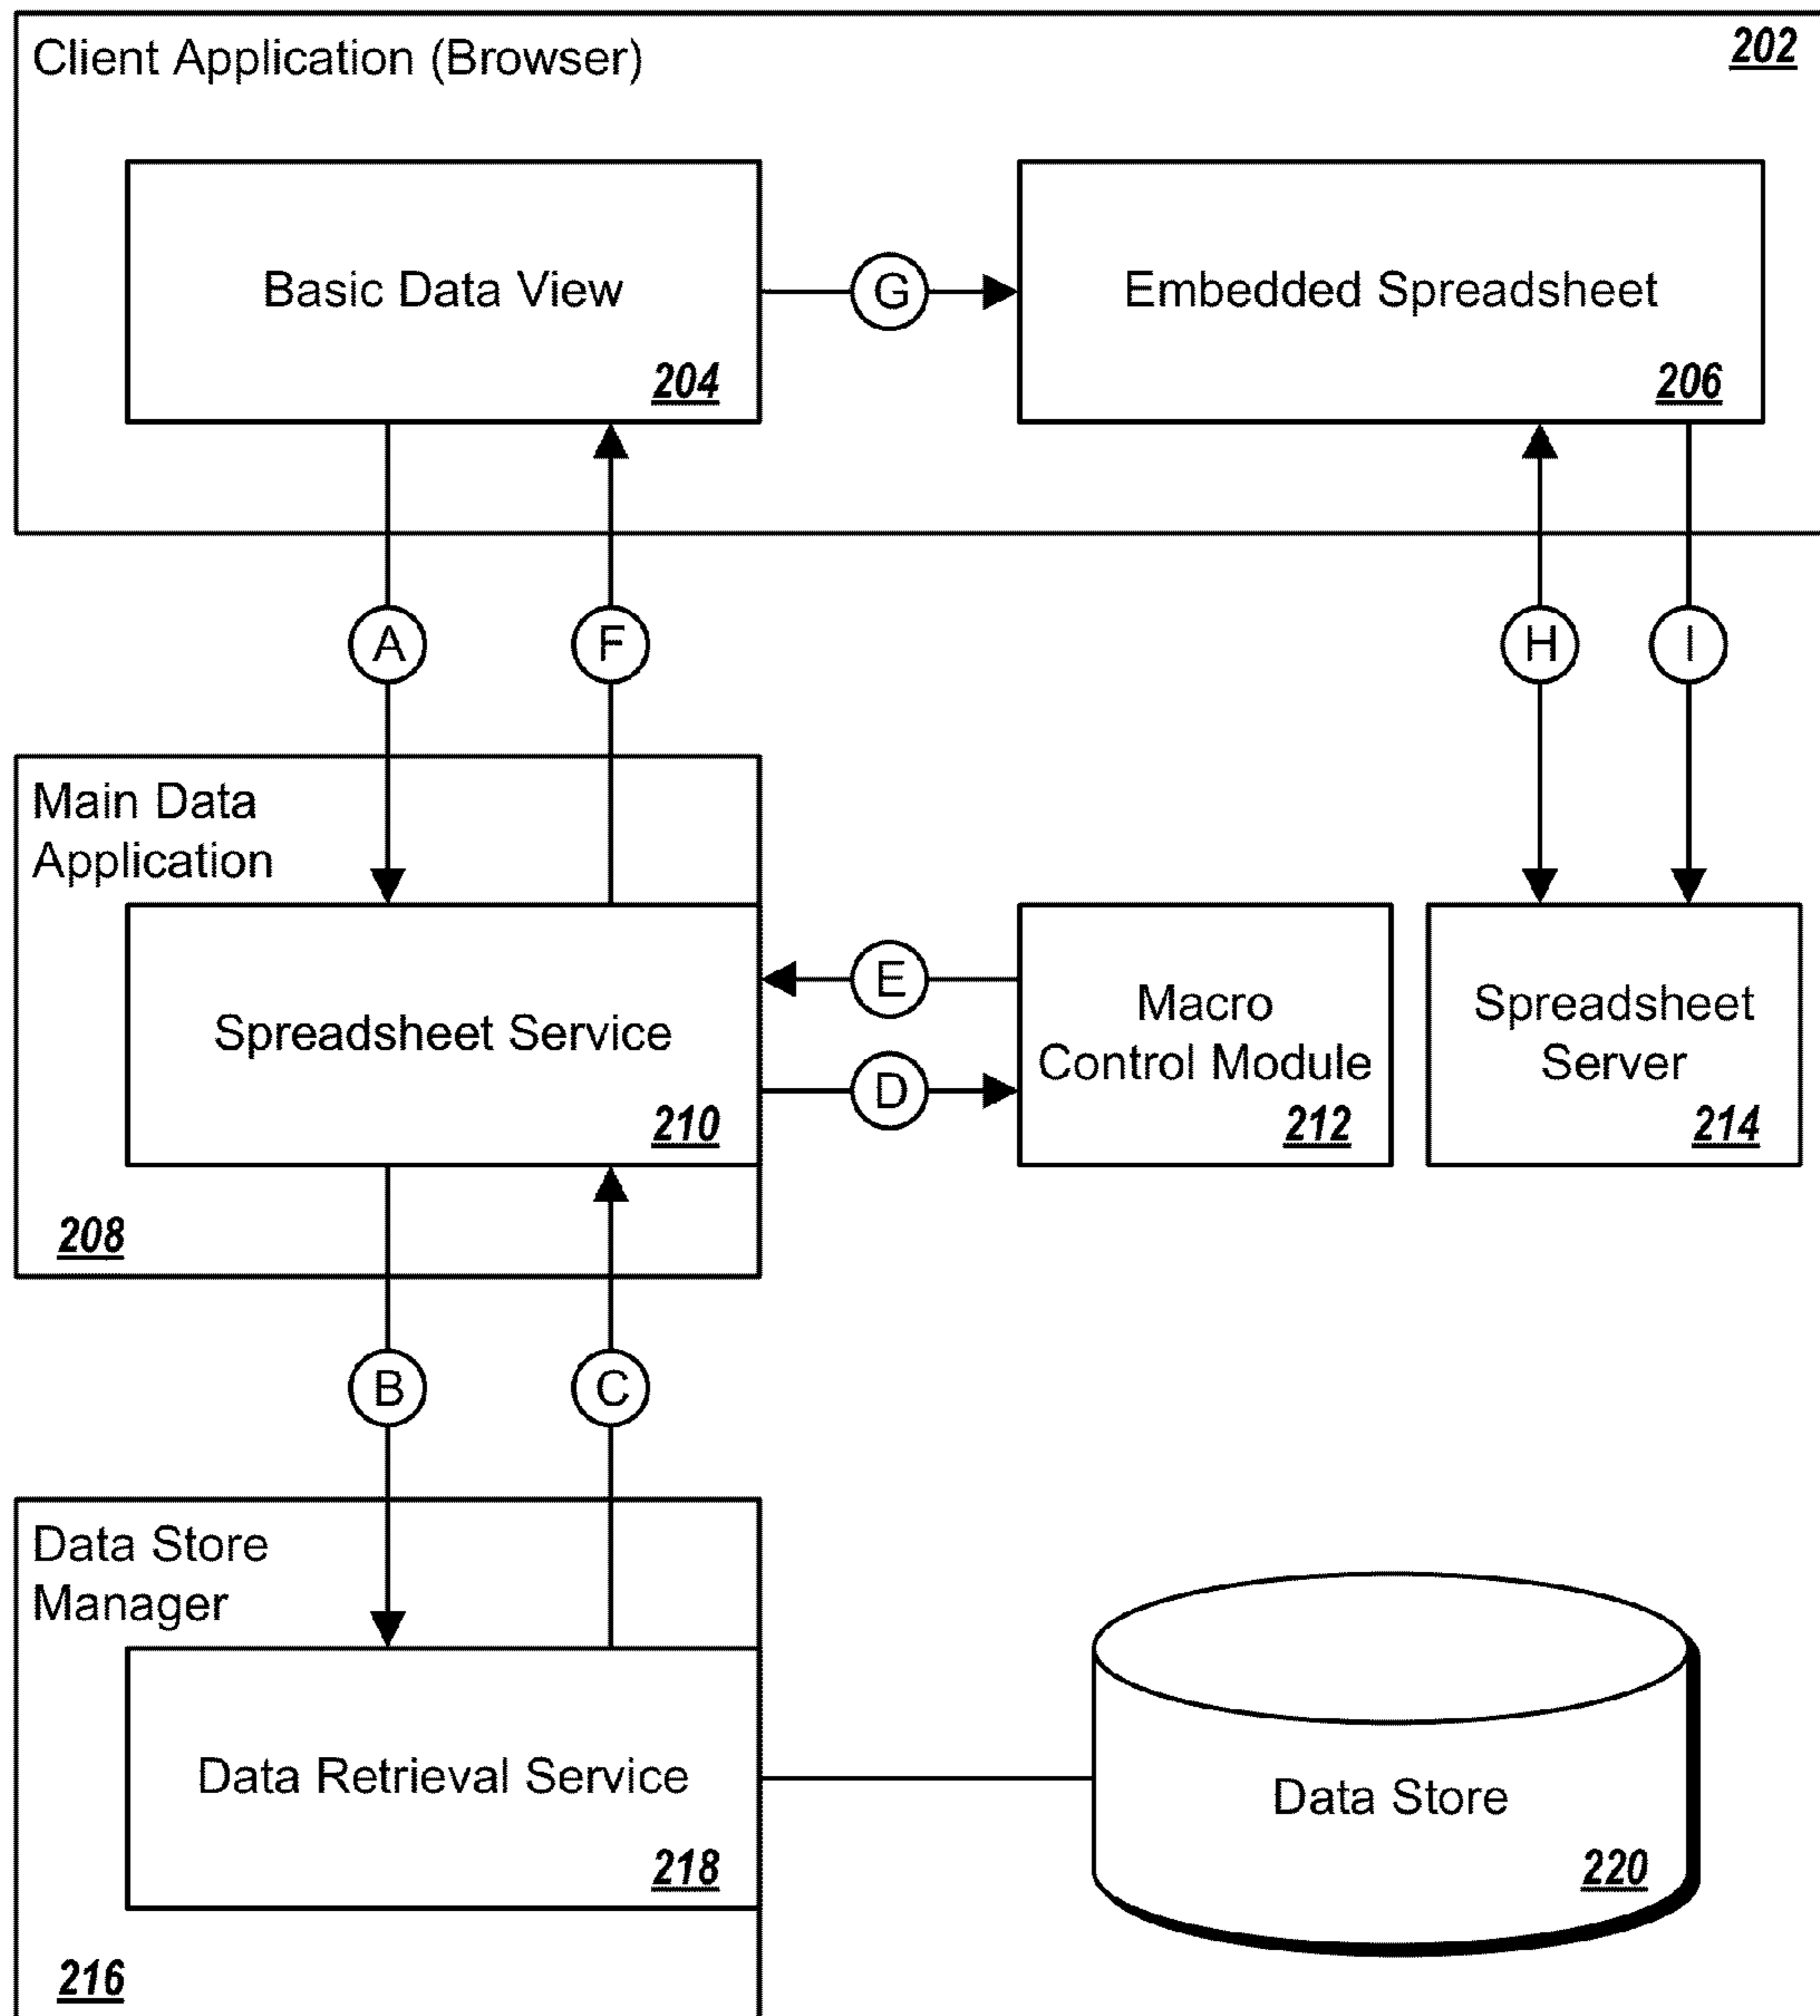 Client Application (Browser)
202
Basic Data View
204
G
Embedded Spreadsheet
206
A
F
H
I
Main Data
Application
Spreadsheet Service
210
208
E
D
Macro
Control Module
212
Spreadsheet
Server
214
B
C
Data Store
Manager
Data Retrieval Service
218
216
Data Store
220